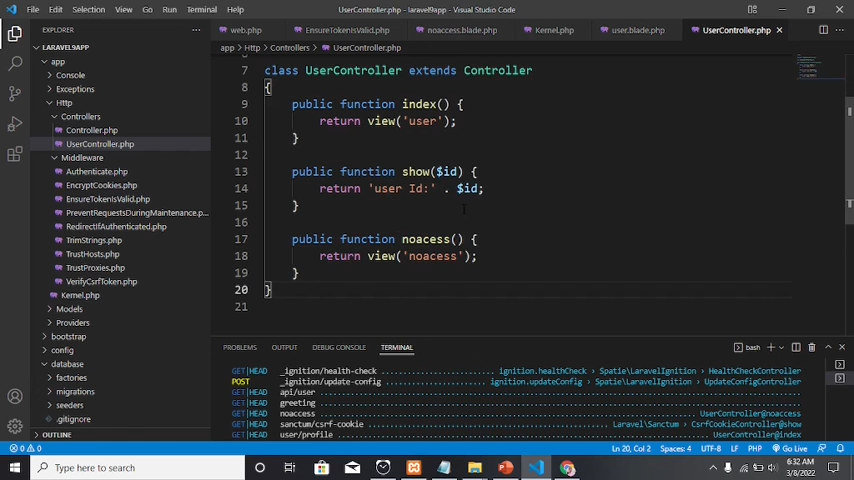 File Edit Selection View Go Run Terminal Help UserController.php - laravel9app - Visual Studio Code
EXPLORER
web.php EnsureTokenIsValid.php noaccess.blade.php Kernel.php user.blade.php UserController.php
LARAVEL9APP
app > Http > Controllers > UserController.php
app
Console
Exceptions
Http
Controllers
Controller.php
UserController.php
Middleware
Authenticate.php
EncryptCookies.php
EnsureTokenIsValid.php
PreventRequestsDuringMaintenance.p...
RedirectIfAuthenticated.php
TrimStrings.php
TrustHosts.php
TrustProxies.php
VerifyCsrfToken.php
Kernel.php
Models
Providers
bootstrap
config
database
factories
migrations
seeders
.gitignore
OUTLINE
7 class UserController extends Controller
8 {
9 public function index() {
10 return view('user');
11 }
12
13 public function show($id) {
14 return 'user Id:' . $id;
15 }
16
17 public function noacess() {
18 return view('noacess');
19 }
20 }
21
PROBLEMS OUTPUT DEBUG CONSOLE TERMINAL bash
GET|HEAD _ignition/health-check ........ ignition.healthCheck › Spatie\LaravelIgnition › HealthCheckController
POST _ignition/update-config ........ ignition.updateConfig › Spatie\LaravelIgnition › UpdateConfigController
GET|HEAD api/user ........
GET|HEAD greeting ........
GET|HEAD noaccess ........ UserController@noaccess
GET|HEAD sanctum/csrf-cookie ........ Laravel\Sanctum › CsrfCookieController@show
GET|HEAD user/profile ........ UserController@index
0 0 Ln 20, Col 2 Spaces: 4 UTF-8 LF PHP Go Live
Type here to search
6:32 AM
3/8/2022